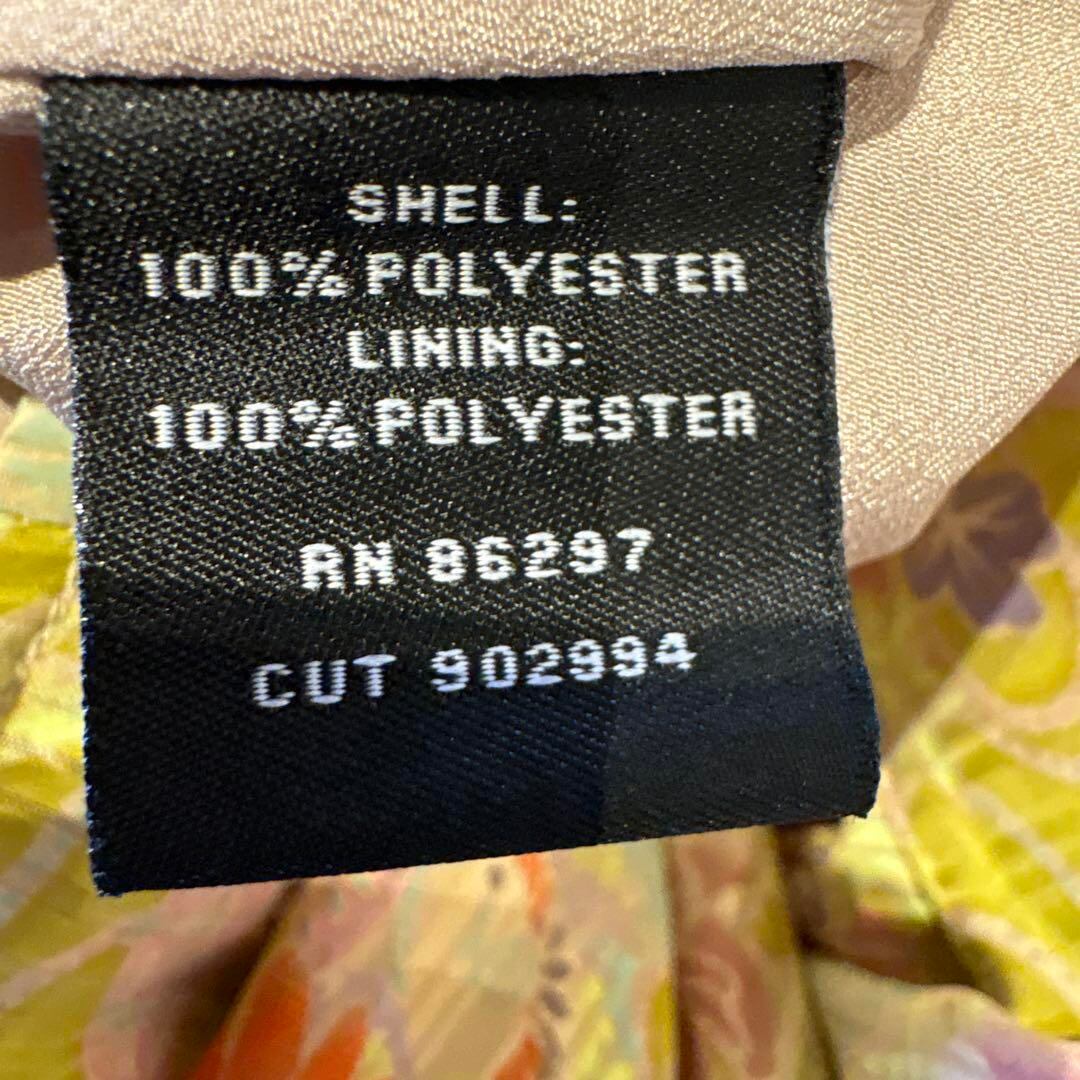 SHELL:
100% POLYESTER
LINING:
100% POLYESTER
RN 86297
CUT 902994